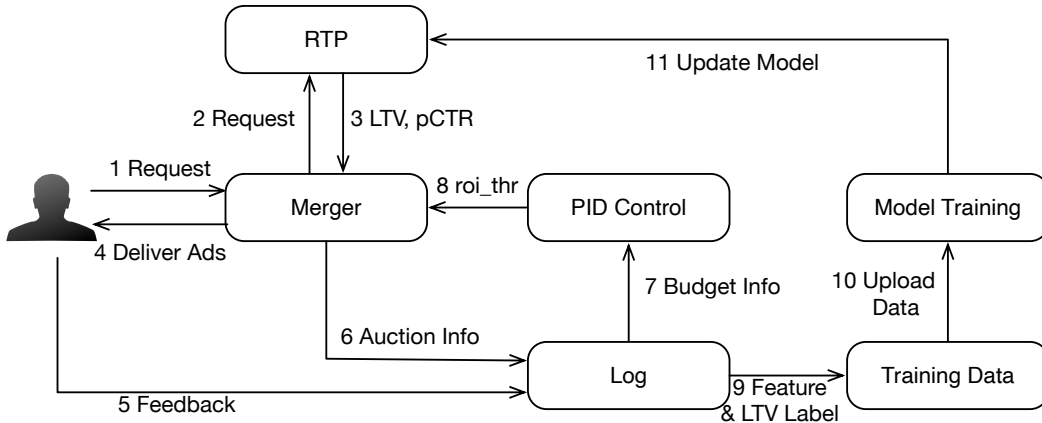 RTP
11 Update Model
2 Request
3 LTV, pCTR
1 Request
8 roi_thr
Merger
PID Control
Model Training
4 Deliver Ads
7 Budget Info
10 Upload
Data
6 Auction Info
Log
Training Data
5 Feedback
9 Feature
& LTV Label